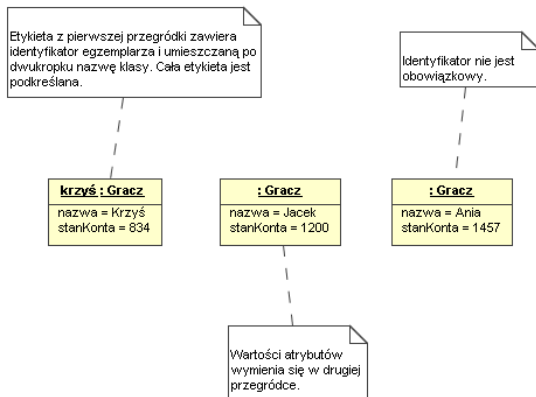 Etykieta z pierwszej przegródki zawiera
identyfikator egzemplarza i umieszczaną po
dwukropku nazwę klasy. Cała etykieta jest
podkreślana.
Identyfikator nie jest
obowiązkowy.
krzyś : Gracz
nazwa = Krzyś
stanKonta = 834
: Gracz
nazwa = Jacek
stanKonta = 1200
: Gracz
nazwa = Ania
stanKonta = 1457
Wartości atrybutów
wymienia się w drugiej
przegródce.